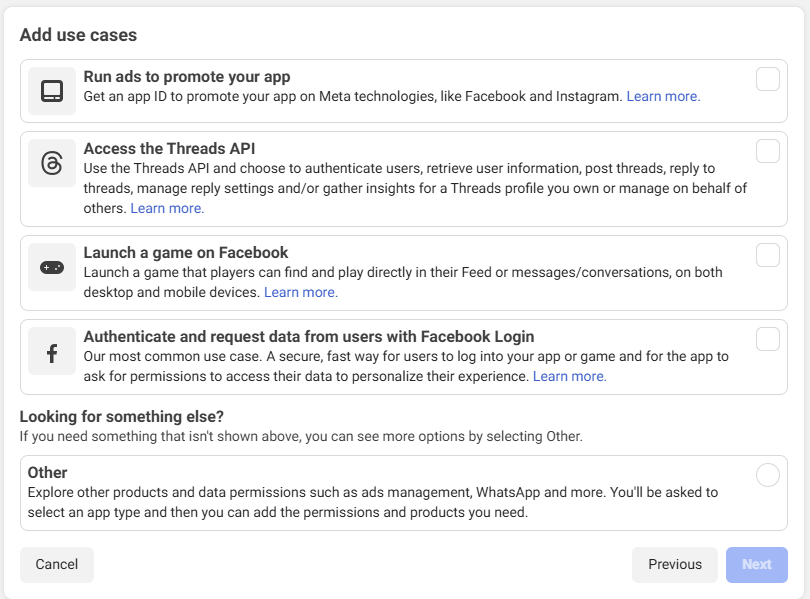 Add use cases
Run ads to promote your app
Get an app ID to promote your app on Meta technologies, like Facebook and Instagram. Learn more.
Access the Threads API
Use the Threads API and choose to authenticate users, retrieve user information, post threads, reply to
threads, manage reply settings and/or gather insights for a Threads profile you own or manage on behalf of
others. Learn more.
Launch a game on Facebook
Launch a game that players can find and play directly in their Feed or messages/conversations, on both
desktop and mobile devices. Learn more.
Authenticate and request data from users with Facebook Login
Our most common use case. A secure, fast way for users to log into your app or game and for the app to
ask for permissions to access their data to personalize their experience. Learn more.
Looking for something else?
If you need something that isn't shown above, you can see more options by selecting Other.
Other
Explore other products and data permissions such as ads management, WhatsApp and more. You'll be asked to
select an app type and then you can add the permissions and products you need.
Cancel
Previous
Next